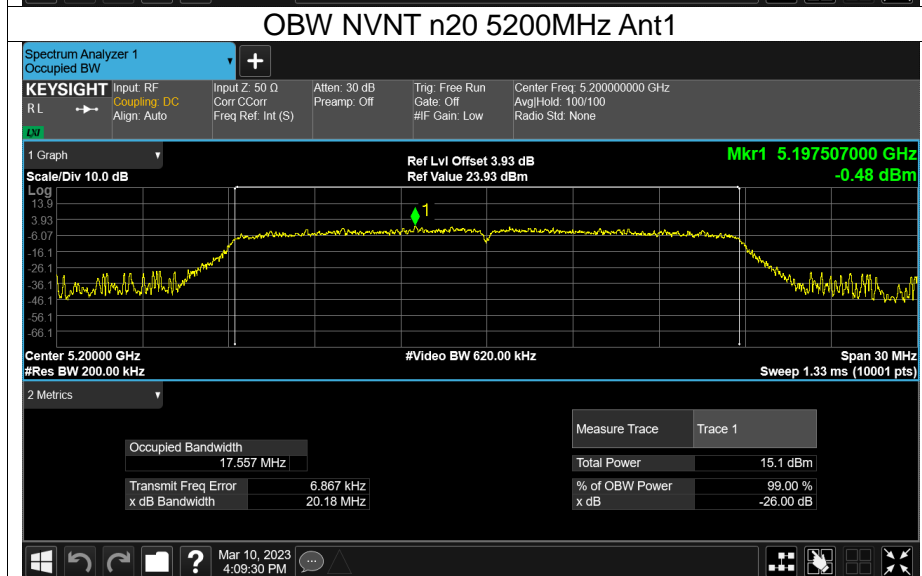 OBW NVNT n20 5200MHz Ant1
Spectrum Analyzer 1
Occupied BW
+
KEYSIGHT
R L
LXI
Input: RF
Coupling: DC
Align: Auto
Input Z: 50 Ω
Corr CCorr
Freq Ref: Int (S)
Atten: 30 dB
Preamp: Off
Trig: Free Run
Gate: Off
#IF Gain: Low
Center Freq: 5.200000000 GHz
Avg|Hold: 100/100
Radio Std: None
1 Graph
Scale/Div 10.0 dB
Ref Lvl Offset 3.93 dB
Ref Value 23.93 dBm
Mkr1 5.197507000 GHz
-0.48 dBm
Log
13.9
3.93
-6.07
-16.1
-26.1
-36.1
-46.1
-56.1
-66.1
1
Center 5.20000 GHz
#Res BW 200.00 kHz
#Video BW 620.00 kHz
Span 30 MHz
Sweep 1.33 ms (10001 pts)
2 Metrics
Measure Trace Trace 1
Occupied Bandwidth
17.557 MHz
Total Power 15.1 dBm
Transmit Freq Error 6.867 kHz
% of OBW Power 99.00 %
x dB Bandwidth 20.18 MHz
x dB -26.00 dB
?
Mar 10, 2023
4:09:30 PM